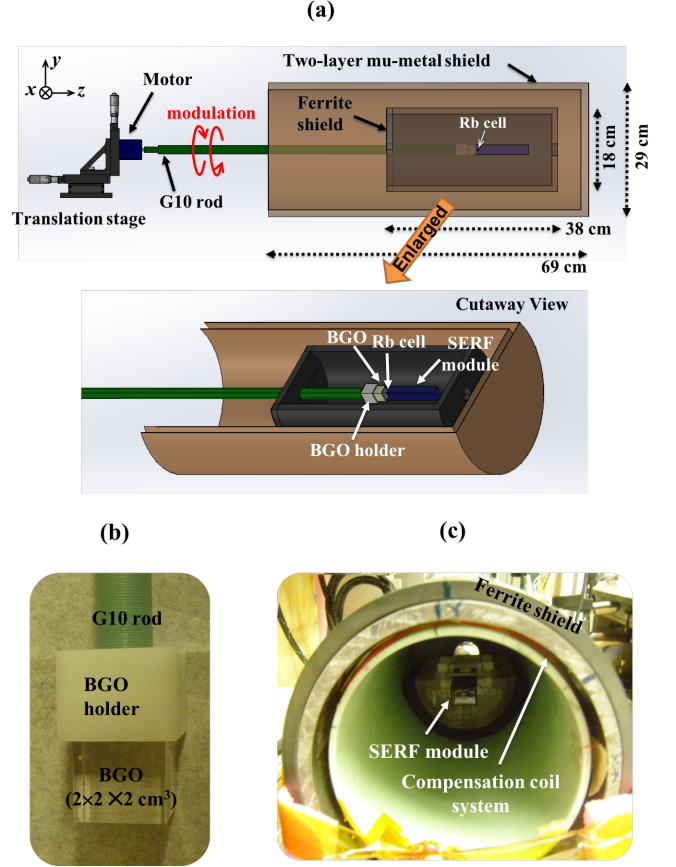 (a)
Two-layer mu-metal shield
y
x
z
Motor
modulation
Ferrite
shield
Rb cell
G10 rod
Translation stage
18 cm
29 cm
38 cm
69 cm
Enlarged
Cutaway View
BGO
Rb cell
SERF
module
BGO holder
(b)
(c)
G10 rod
BGO
holder
BGO
(2×2 ×2 cm³)
Ferrite shield
SERF module
Compensation coil
system